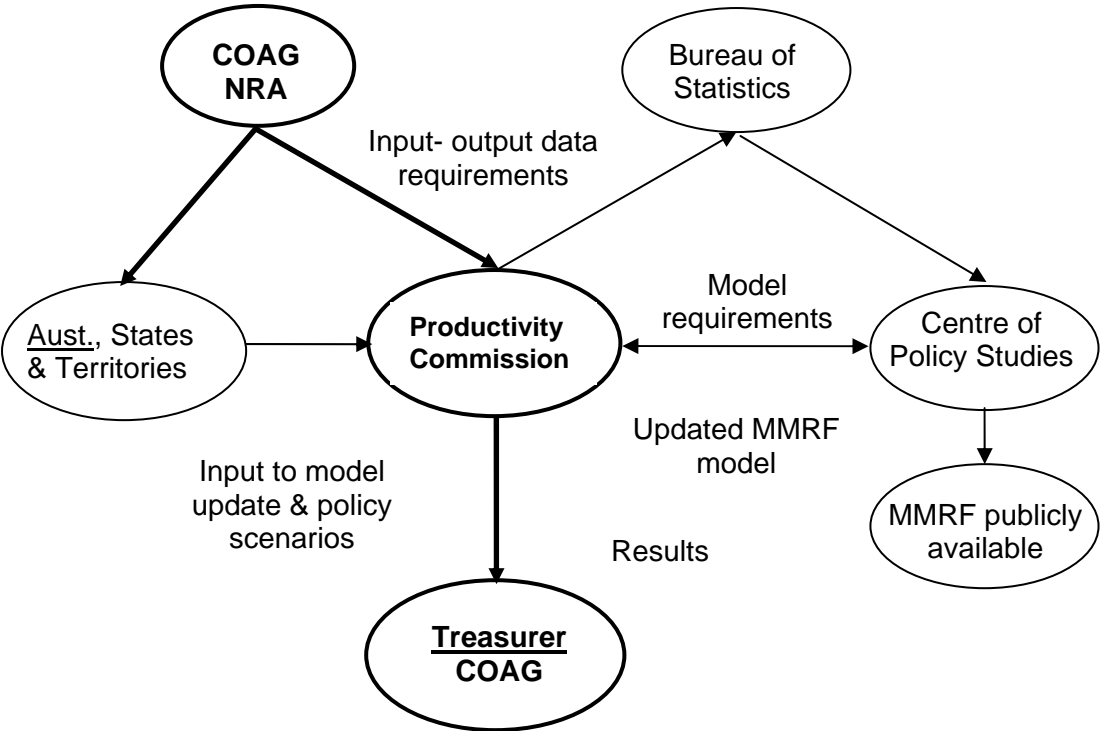 COAG
NRA
Bureau of
Statistics
Input- output data
requirements
Aust., States
& Territories
Productivity
Commission
Model
requirements
Centre of
Policy Studies
Updated MMRF
model
Input to model
update & policy
scenarios
MMRF publicly
available
Results
Treasurer
COAG